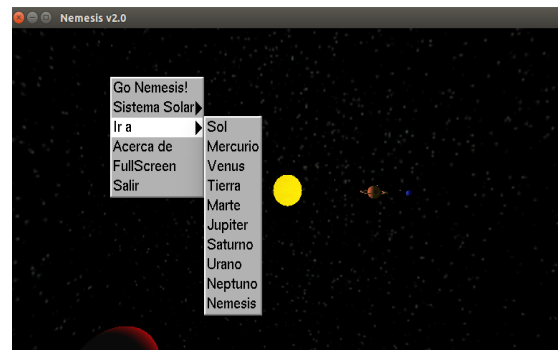 Nemesis v2.0
Go Nemesis!
Sistema Solar
Ir a
Acerca de
FullScreen
Salir
Sol
Mercurio
Venus
Tierra
Marte
Jupiter
Saturno
Urano
Neptuno
Nemesis